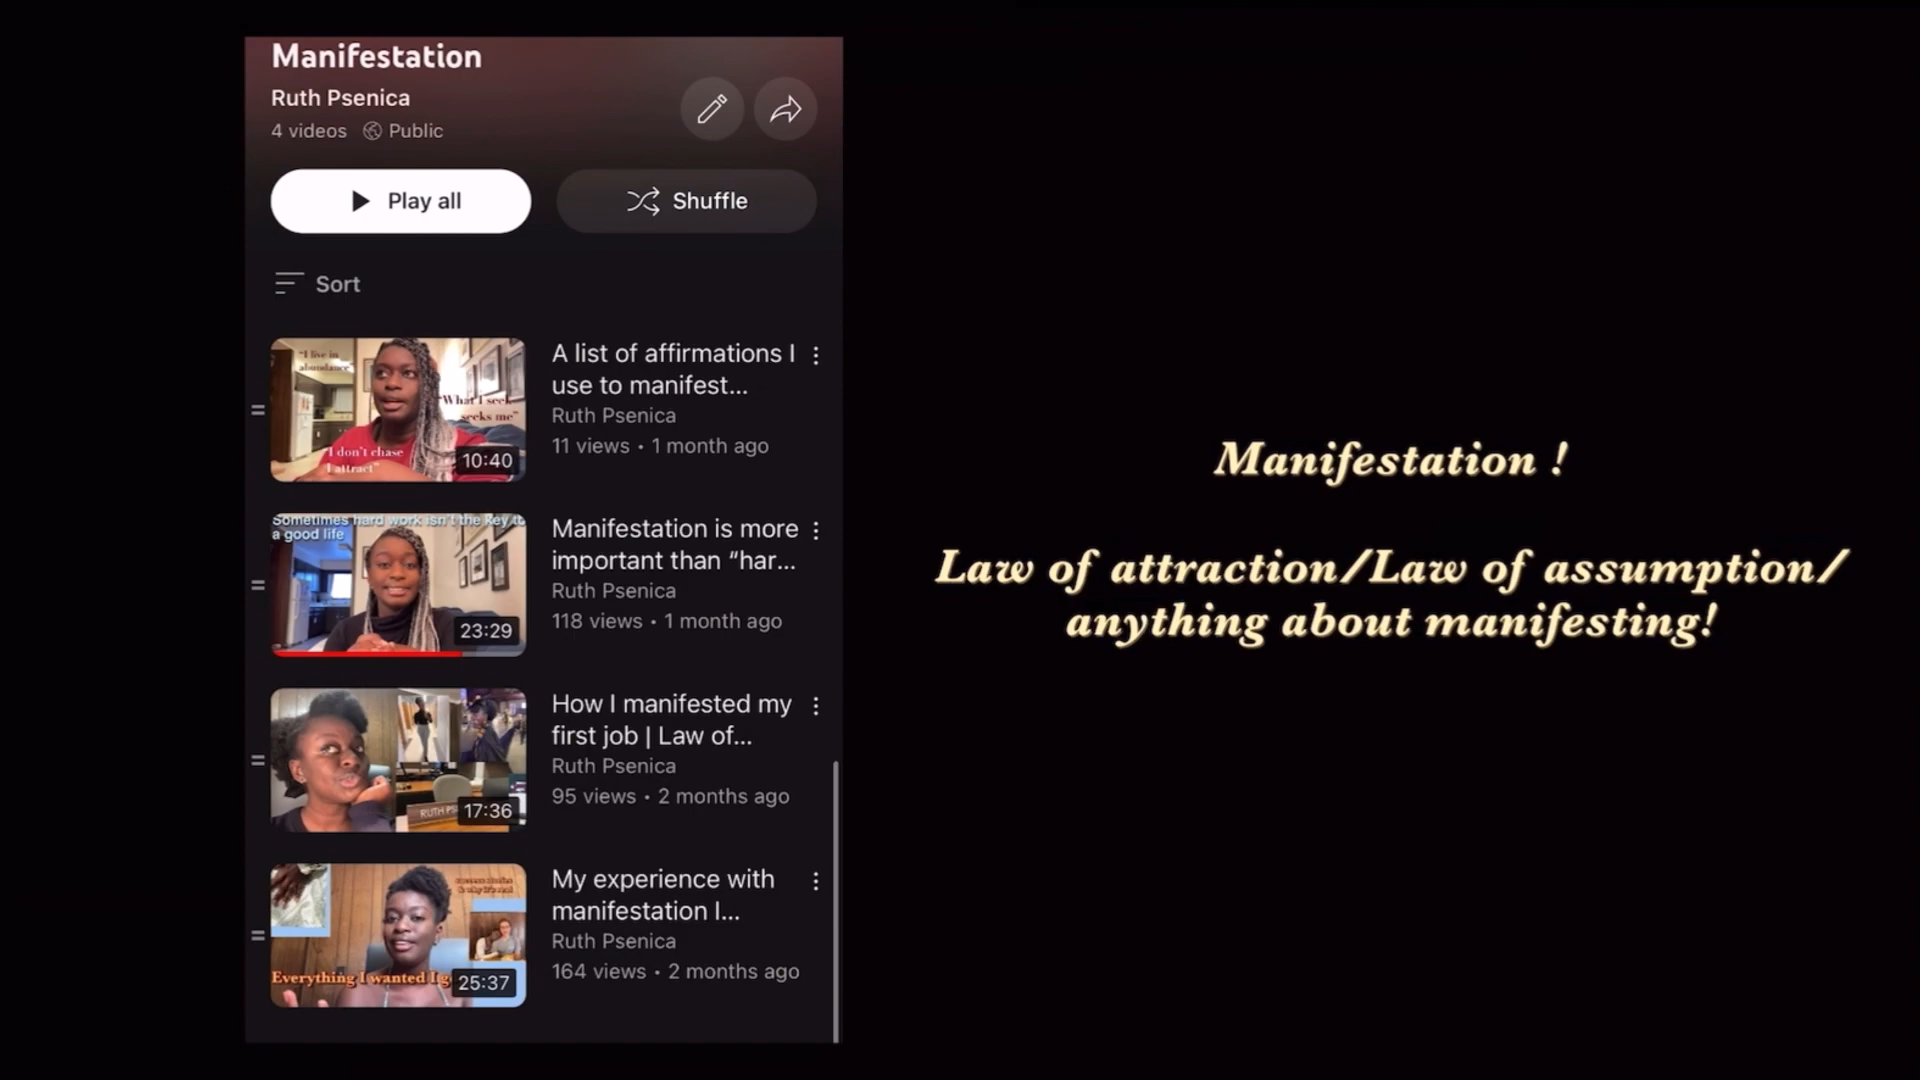 Manifestation
Ruth Psenica
4 videos Public
Play all
Shuffle
Sort
"I live in
abundance"
"What I seek
seeks me"
"I don't chase
I attract"
10:40
A list of affirmations I
use to manifest...
Ruth Psenica
11 views • 1 month ago
Sometimes hard work isn't the key to
a good life
23:29
Manifestation is more
important than “har...
Ruth Psenica
118 views • 1 month ago
RUTH
17:36
How I manifested my
first job | Law of...
Ruth Psenica
95 views • 2 months ago
Everything I wanted I
25:37
My experience with
manifestation I...
Ruth Psenica
164 views • 2 months ago
Manifestation !
Law of attraction/Law of assumption/
anything about manifesting!